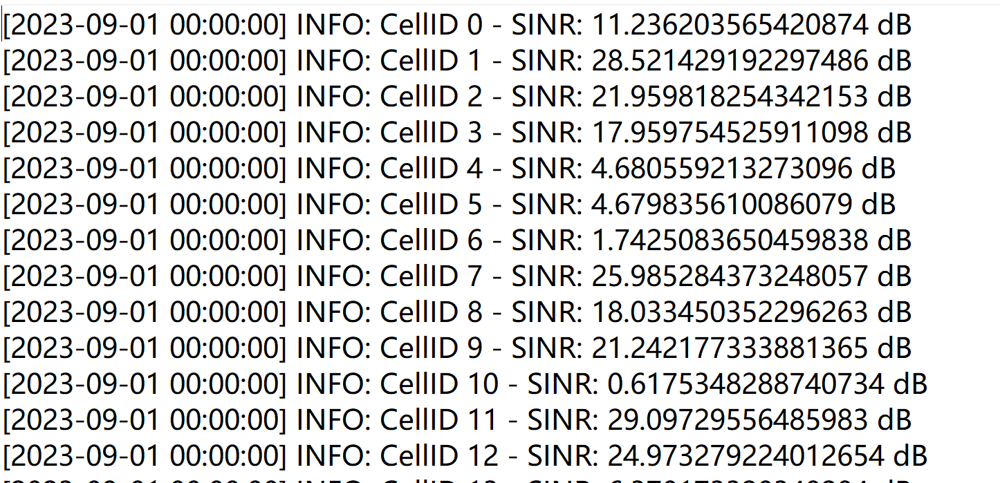 [2023-09-01 00:00:00] INFO: CellID 0 - SINR: 11.236203565420874 dB
[2023-09-01 00:00:00] INFO: CellID 1 - SINR: 28.521429192297486 dB
[2023-09-01 00:00:00] INFO: CellID 2 - SINR: 21.959818254342153 dB
[2023-09-01 00:00:00] INFO: CellID 3 - SINR: 17.959754525911098 dB
[2023-09-01 00:00:00] INFO: CellID 4 - SINR: 4.680559213273096 dB
[2023-09-01 00:00:00] INFO: CellID 5 - SINR: 4.679835610086079 dB
[2023-09-01 00:00:00] INFO: CellID 6 - SINR: 1.7425083650459838 dB
[2023-09-01 00:00:00] INFO: CellID 7 - SINR: 25.985284373248057 dB
[2023-09-01 00:00:00] INFO: CellID 8 - SINR: 18.033450352296263 dB
[2023-09-01 00:00:00] INFO: CellID 9 - SINR: 21.242177333881365 dB
[2023-09-01 00:00:00] INFO: CellID 10 - SINR: 0.6175348288740734 dB
[2023-09-01 00:00:00] INFO: CellID 11 - SINR: 29.09729556485983 dB
[2023-09-01 00:00:00] INFO: CellID 12 - SINR: 24.973279224012654 dB